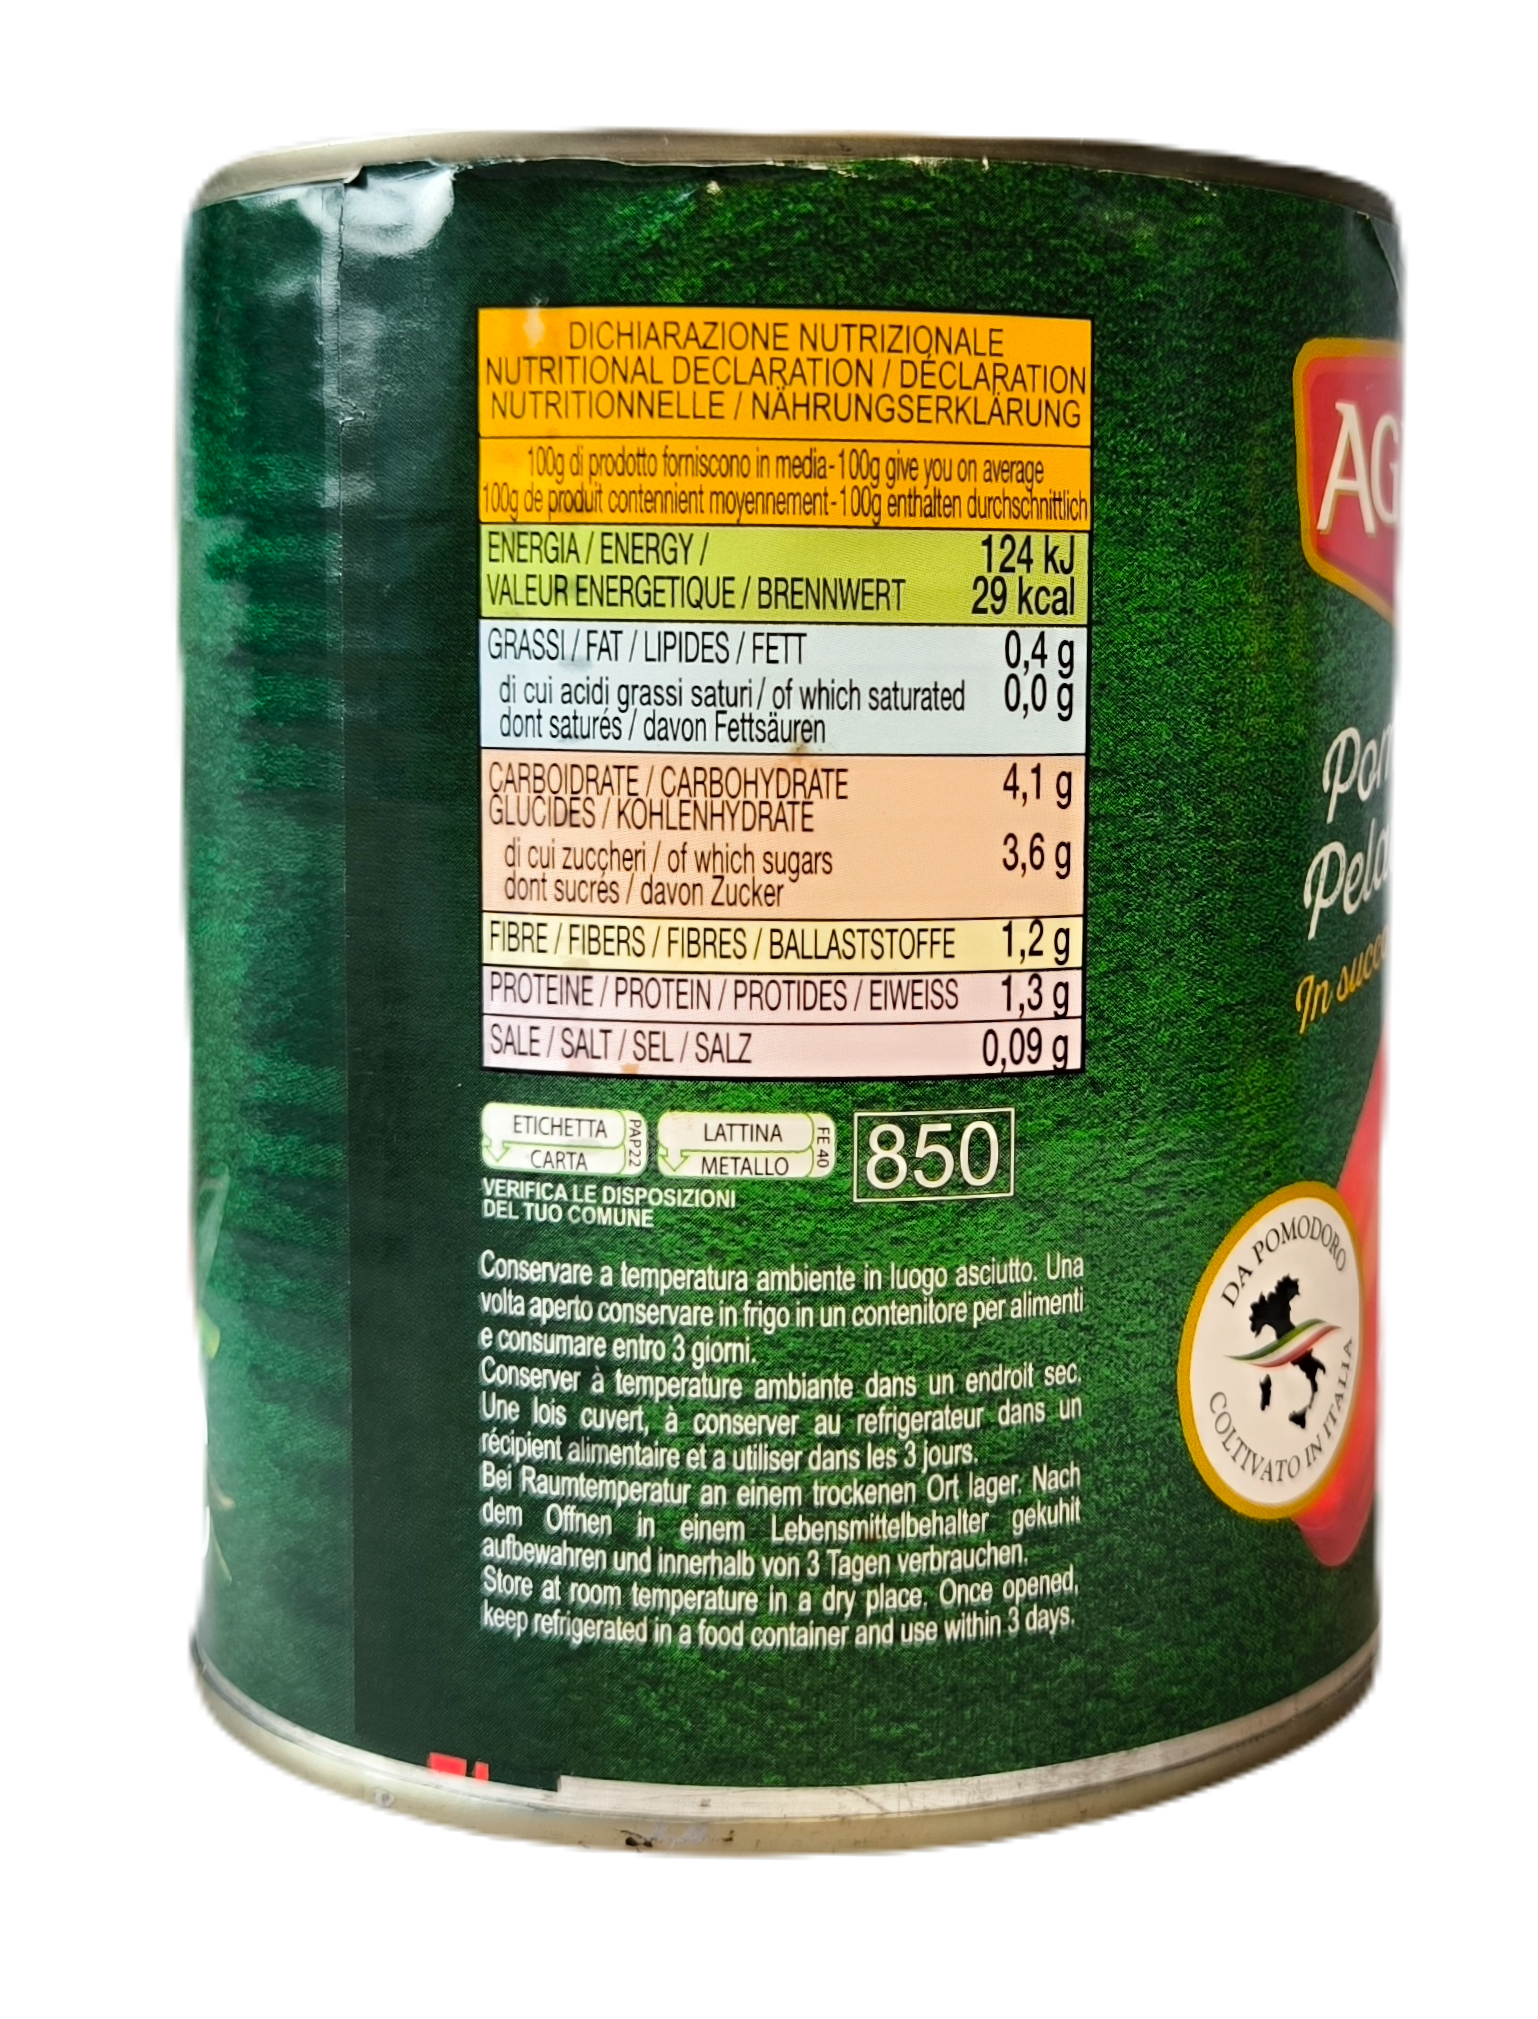 DICHIARAZIONE NUTRIZIONALE
NUTRITIONAL DECLARATION / DÉCLARATION
NUTRITIONNELLE / NÄHRUNGSERKLÄRUNG
100g di prodotto forniscono in media-100g give you on average
100g de produit contennient moyennement-100g enthálten durchschnittlich
ENERGIA / ENERGY / 124 kJ
VALEUR ENERGETIQUE / BRENNWERT 29 kcal
GRASSI / FAT / LIPIDES / FETT 0,4 g
di cui acidi grassi saturi / of which saturated 0,0 g
dont saturés / davon Fettsäuren
CARBOIDRATE / CARBOHYDRATE 4,1 g
GLUCIDES / KOHLENHYDRATE
di cui zuccheri / of which sugars 3,6 g
dont sucrés / davon Zucker
FIBRE / FIBERS / FIBRES / BALLASTSTOFFE 1,2 g
PROTEINE / PROTEIN / PROTIDES / EIWEISS 1,3 g
SALE / SALT / SEL / SALZ 0,09 g
ETICHETTA
CARTA
PAP22
LATTINA
METALLO
FE 40
850
VERIFICA LE DISPOSIZIONI
DEL TUO COMUNE
Conservare a temperatura ambiente in luogo asciutto. Una
volta aperto conservare in frigo in un contenitore per alimenti
e consumare entro 3 giorni.
Conserver à temperature ambiante dans un endroit sec.
Une lois cuvert, à conserver au refrigerateur dans un
récipient alimentaire et a utiliser dans les 3 jours.
Bei Raumtemperatur an einem trockenen Ort lager. Nach
dem Offnen in einem Lebensmittelbehalter gekuhit
aufbewahren und innerhalb von 3 Tagen verbrauchen.
Store at room temperature in a dry place. Once opened,
keep refrigerated in a food container and use within 3 days.
In
DA POMODORO
COLTIVATO IN ITALIA